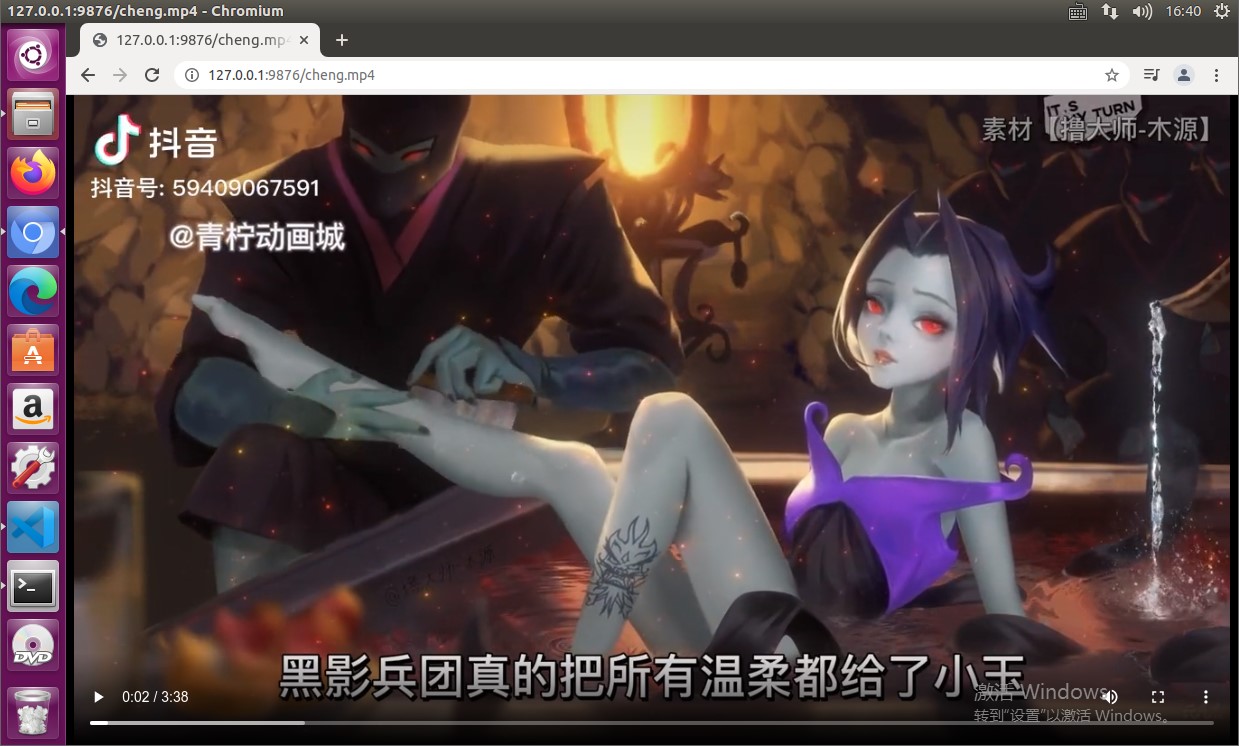 127.0.0.1:9876/cheng.mp4 - Chromium
16:40
127.0.0.1:9876/cheng.mp4
127.0.0.1:9876/cheng.mp4
IT'S
MY TURN
抖音
素材【撸大师-木源】
抖音号: 59409067591
@青柠动画城
黑影兵团真的把所有温柔都给了小玉
0:02 / 3:38
激活 Windows
转到“设置”以激活 Windows。
a
DVD